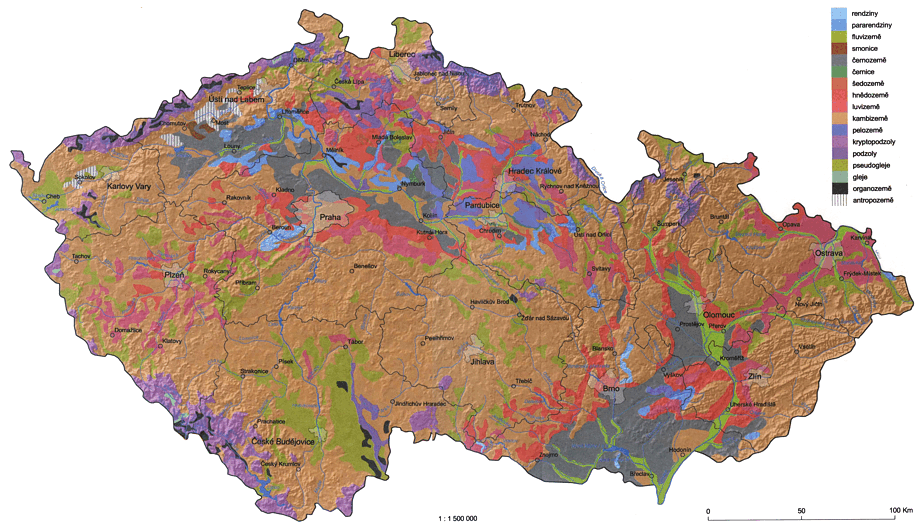 rendziny
pararendziny
fluvizemě
smonice
černozemě
černice
šedozemě
hnědozemě
luvizemě
kambizemě
pelozemě
kryptopodzoly
podzoly
pseudogleje
gleje
organozemě
antropozemě
Liberec
Jablonec nad Nisou
Děčín
Česká Lípa
Teplice
Ústí nad Labem
Semily
Trutnov
Litoměřice
Chomutov
Most
Louny
Mělník
Mladá Boleslav
Jičín
Náchod
Hradec Králové
Rychnov nad Kněžnou
Sokolov
Karlovy Vary
Cheb
Rakovník
Kladno
Nymburk
Praha
Kolín
Pardubice
Beroun
Kutná Hora
Chrudim
Ústí nad Orlicí
Jeseník
Šumperk
Bruntál
Opava
Karviná
Ostrava
Frýdek-Místek
Nový Jičín
Tachov
Plzeň
Rokycany
Příbram
Benešov
Svitavy
Havlíčkův Brod
Žďár nad Sázavou
Olomouc
Prostějov
Přerov
Domažlice
Klatovy
Tábor
Pelhřimov
Jihlava
Blansko
Kroměříž
Vsetín
Strakonice
Písek
Třebíč
Vyškov
Zlín
Brno
Jindřichův Hradec
Uherské Hradiště
Prachatice
České Budějovice
Český Krumlov
Znojmo
Hodonín
Břeclav
1 : 1 500 000
0 50 100 Km